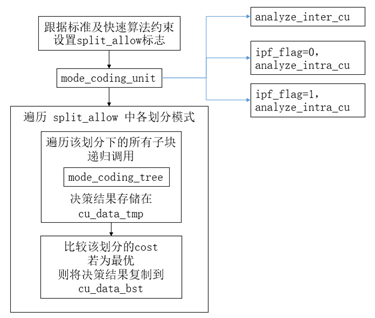 跟据标准及快速算法约束
设置split_allow标志
mode_coding_unit
analyze_inter_cu
ipf_flag=0,
analyze_intra_cu
ipf_flag=1,
analyze_intra_cu
遍历 split_allow 中各划分模式
遍历该划分下的所有子块
递归调用
mode_coding_tree
决策结果存储在
cu_data_tmp
比较该划分的cost
若为最优
则将决策结果复制到
cu_data_bst